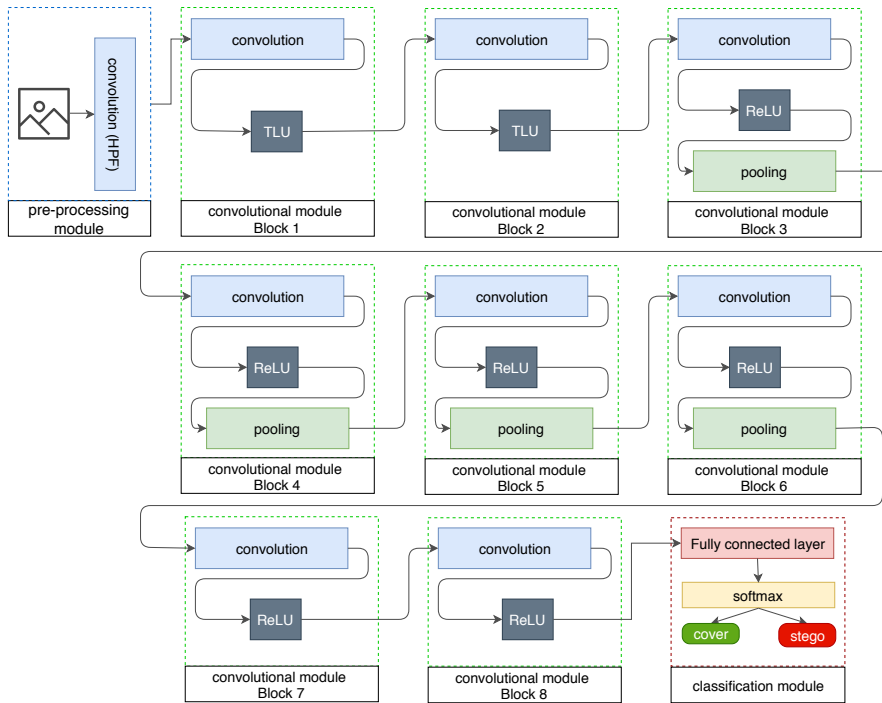 convolution (HPF)
pre-processing
module
convolution
TLU
convolutional module
Block 1
convolution
TLU
convolutional module
Block 2
convolution
ReLU
pooling
convolutional module
Block 3
convolution
ReLU
pooling
convolutional module
Block 4
convolution
ReLU
pooling
convolutional module
Block 5
convolution
ReLU
pooling
convolutional module
Block 6
convolution
ReLU
convolutional module
Block 7
convolution
ReLU
convolutional module
Block 8
Fully connected layer
softmax
cover
stego
classification module